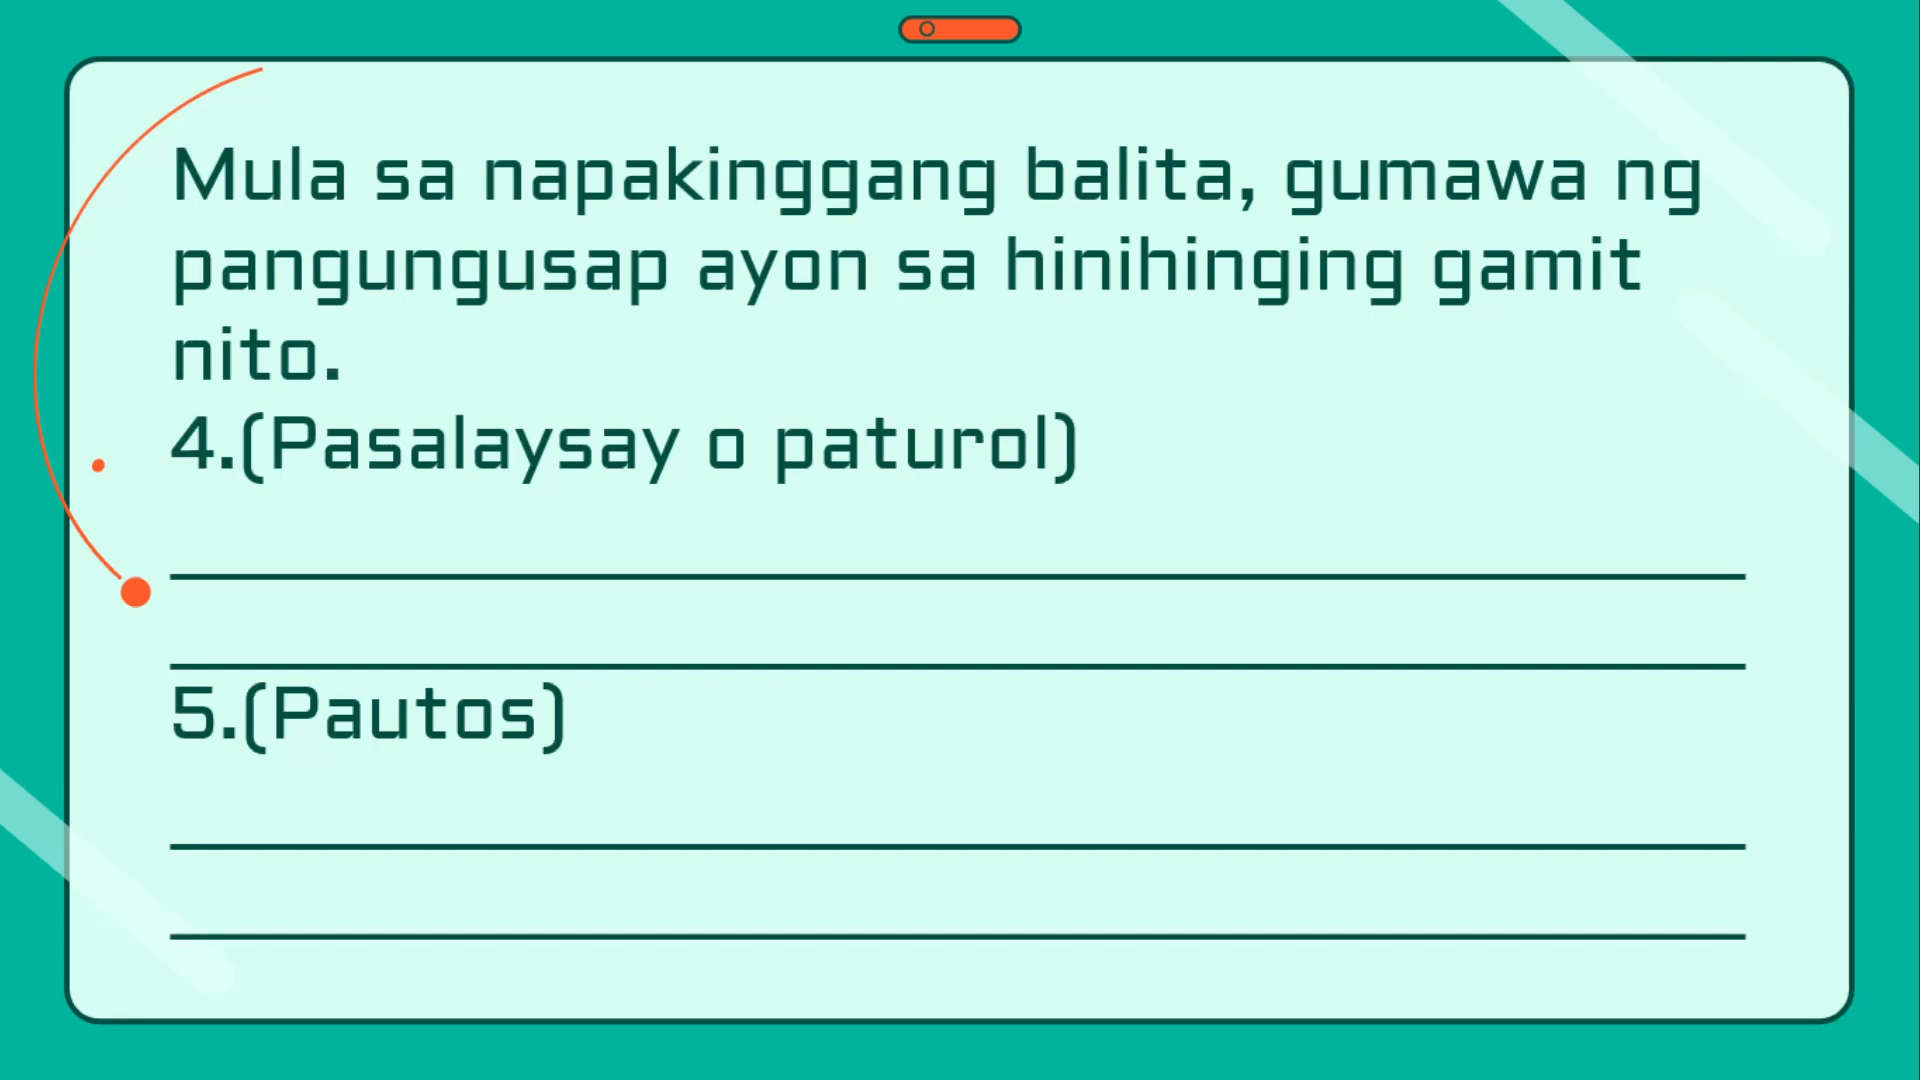 Mula sa napakinggang balita, gumawa ng
pangungusap ayon sa hinihinging gamit
nito.
4.(Pasalaysay o paturol)
5.(Pautos)